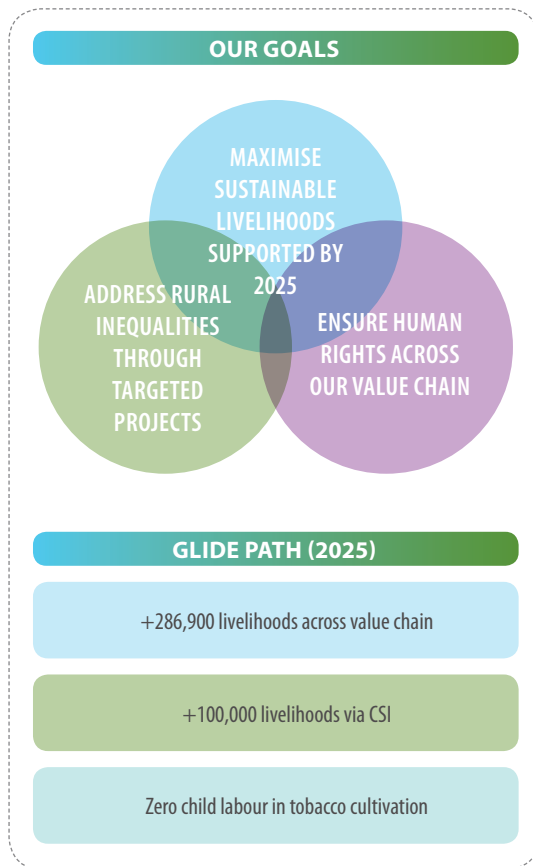 OUR GOALS
MAXIMISE
SUSTAINABLE
LIVELIHOODS
SUPPORTED BY
2025
ADDRESS RURAL
INEQUALITIES
THROUGH
TARGETED
PROJECTS
ENSURE HUMAN
RIGHTS ACROSS
OUR VALUE CHAIN
GLIDE PATH (2025)
+286,900 livelihoods across value chain
+100,000 livelihoods via CSI
Zero child labour in tobacco cultivation